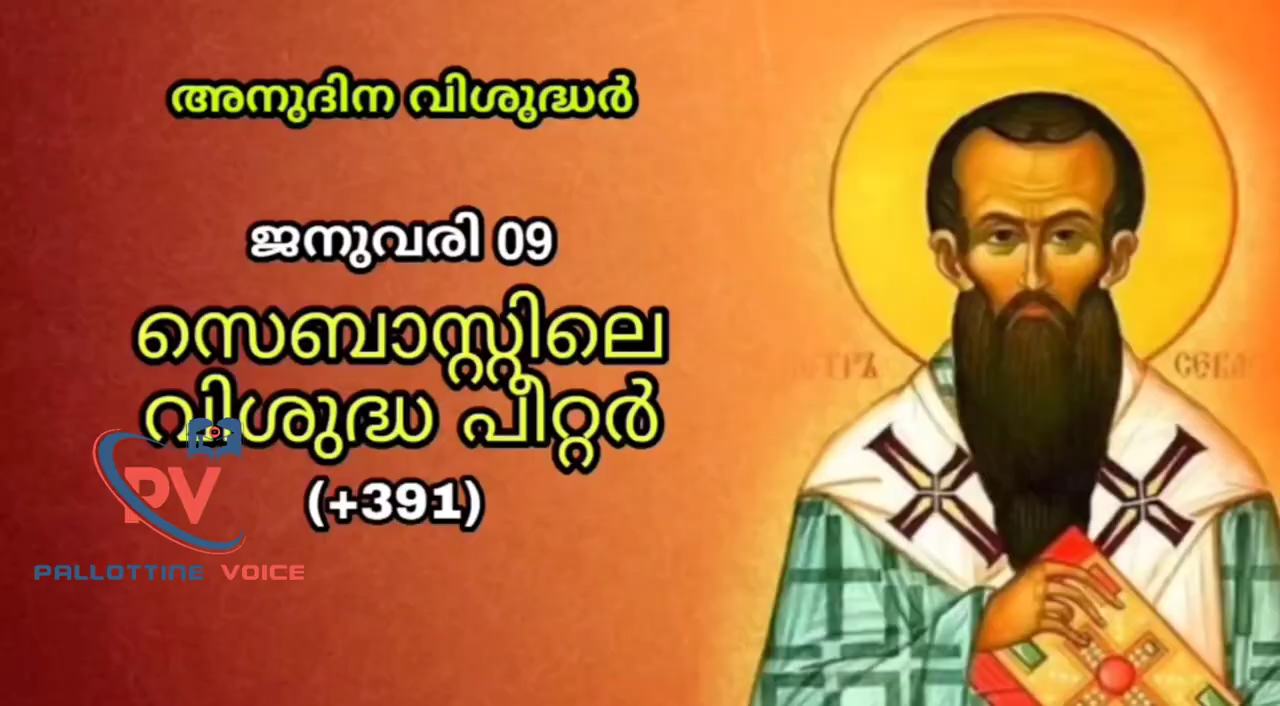 അനുദിന വിശുദ്ധർ
ജനുവരി 09
സെബാസ്റ്റിലെ
വിശുദ്ധ പീറ്റർ
(+391)
PV
PALLOTTINE VOICE